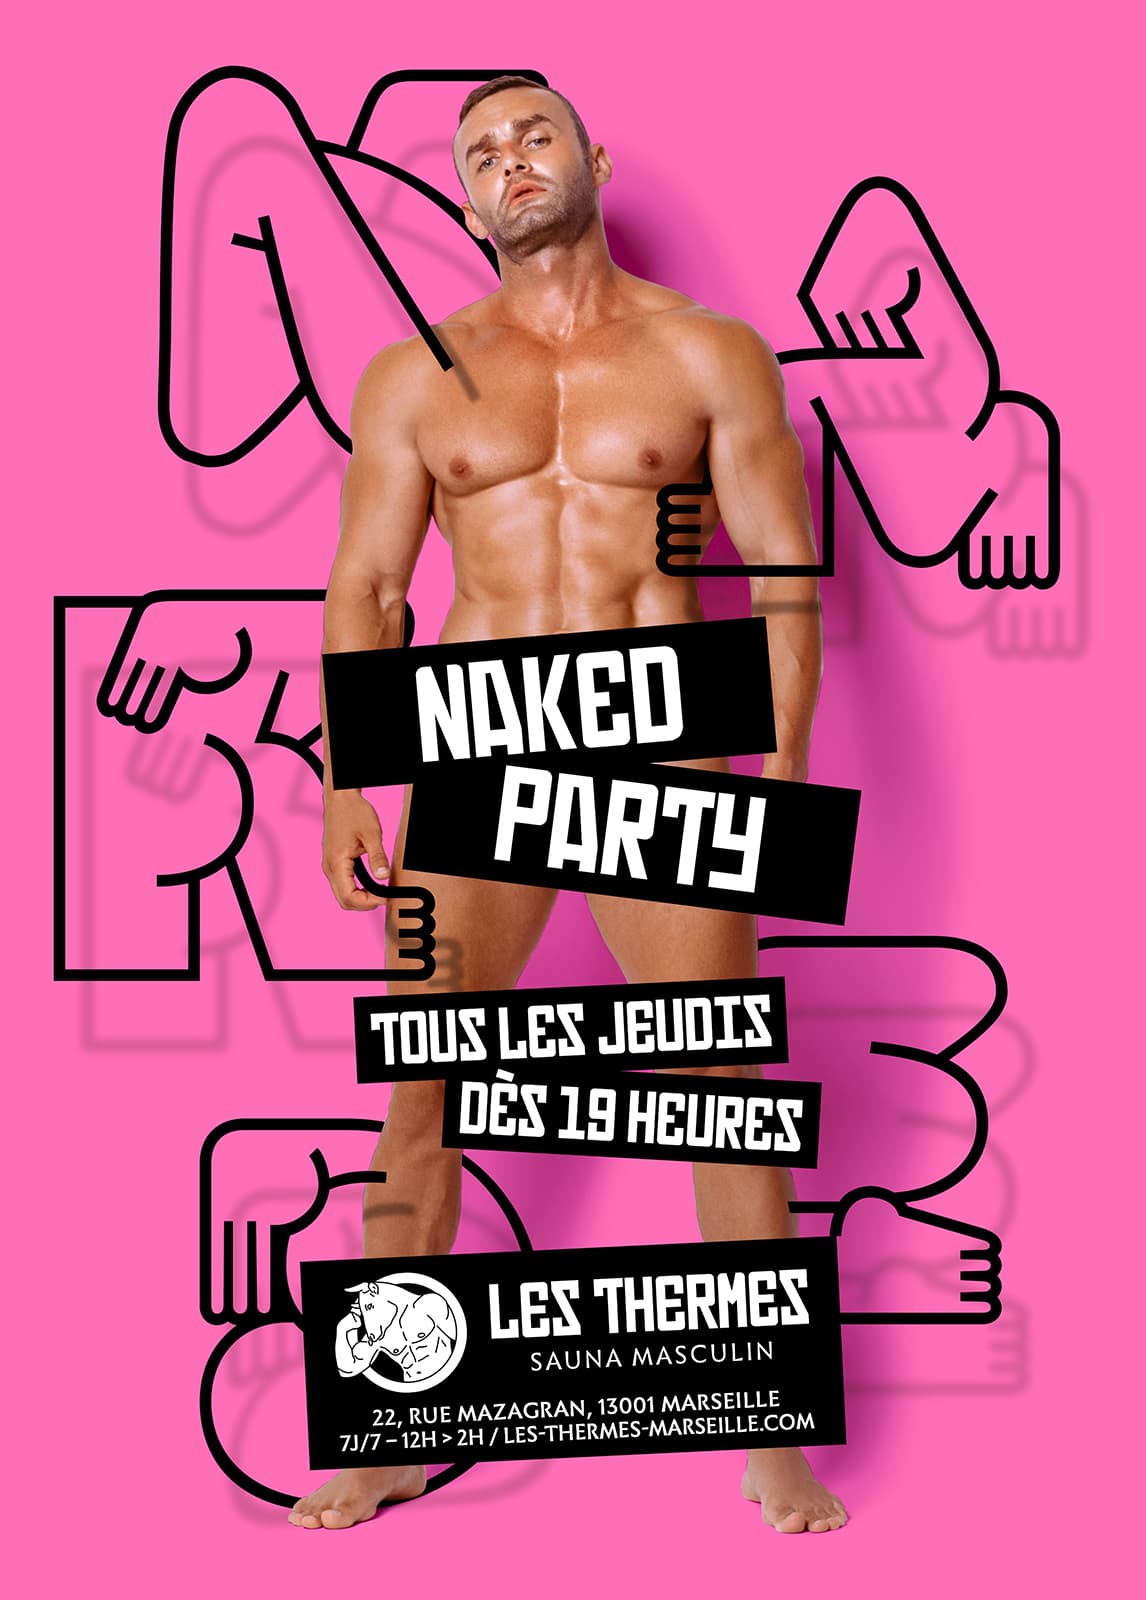 NAKED
PARTY
TOUS LES JEUDIS
DÈS 19 HEURES
LES THERMES
SAUNA MASCULIN
22, RUE MAZAGRAN, 13001 MARSEILLE
7J/7 – 12H > 2H / LES-THERMES-MARSEILLE.COM